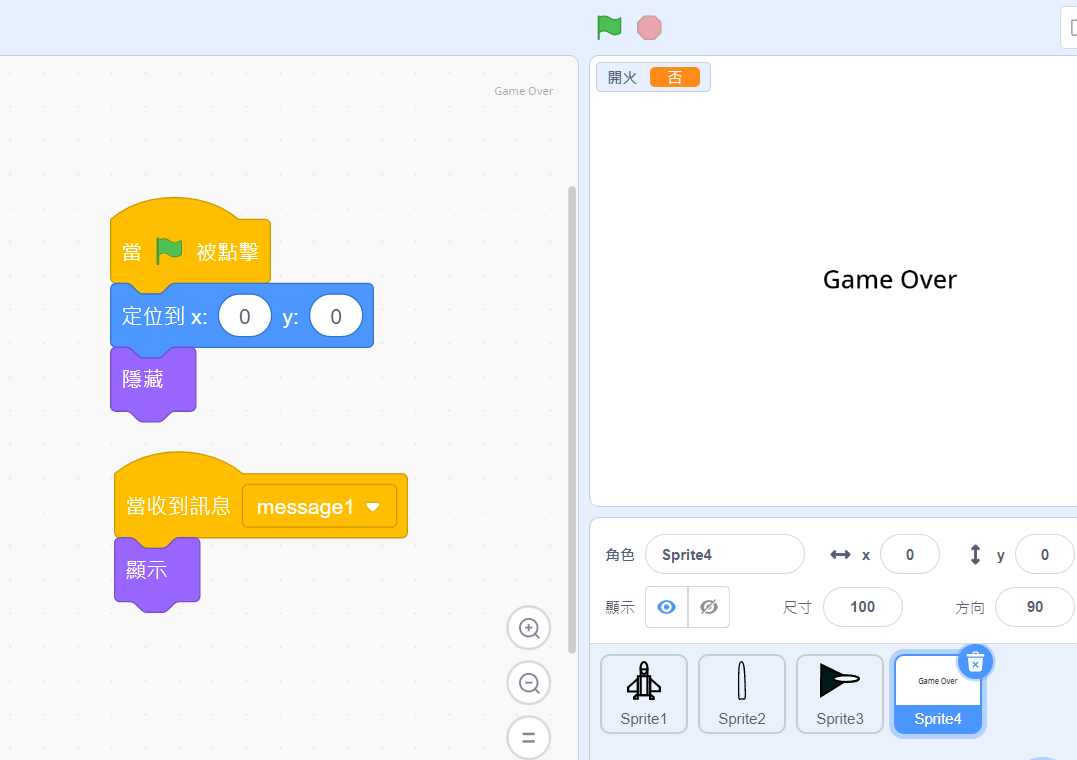 Game Over
當 被點擊
定位到 x: 0 y: 0
隱藏
當收到訊息 message1
顯示
開火 否
Game Over
角色 Sprite4 x 0 y 0
顯示 尺寸 100 方向 90
Game Over
Sprite1 Sprite2 Sprite3 Sprite4